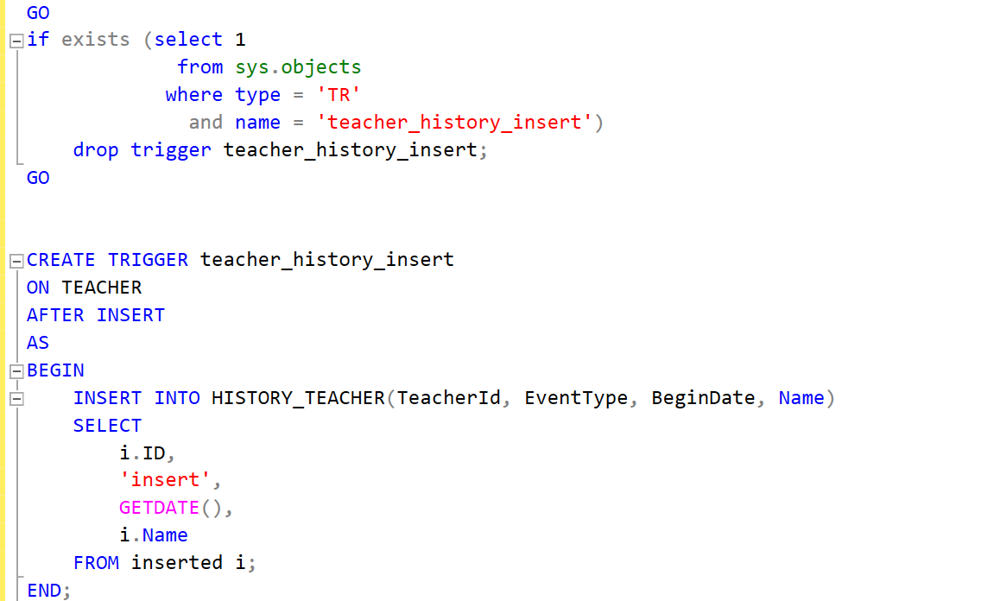 GO
if exists (select 1
from sys.objects
where type = 'TR'
and name = 'teacher_history_insert')
drop trigger teacher_history_insert;
GO
CREATE TRIGGER teacher_history_insert
ON TEACHER
AFTER INSERT
AS
BEGIN
INSERT INTO HISTORY_TEACHER(TeacherId, EventType, BeginDate, Name)
SELECT
i.ID,
'insert',
GETDATE(),
i.Name
FROM inserted i;
END;